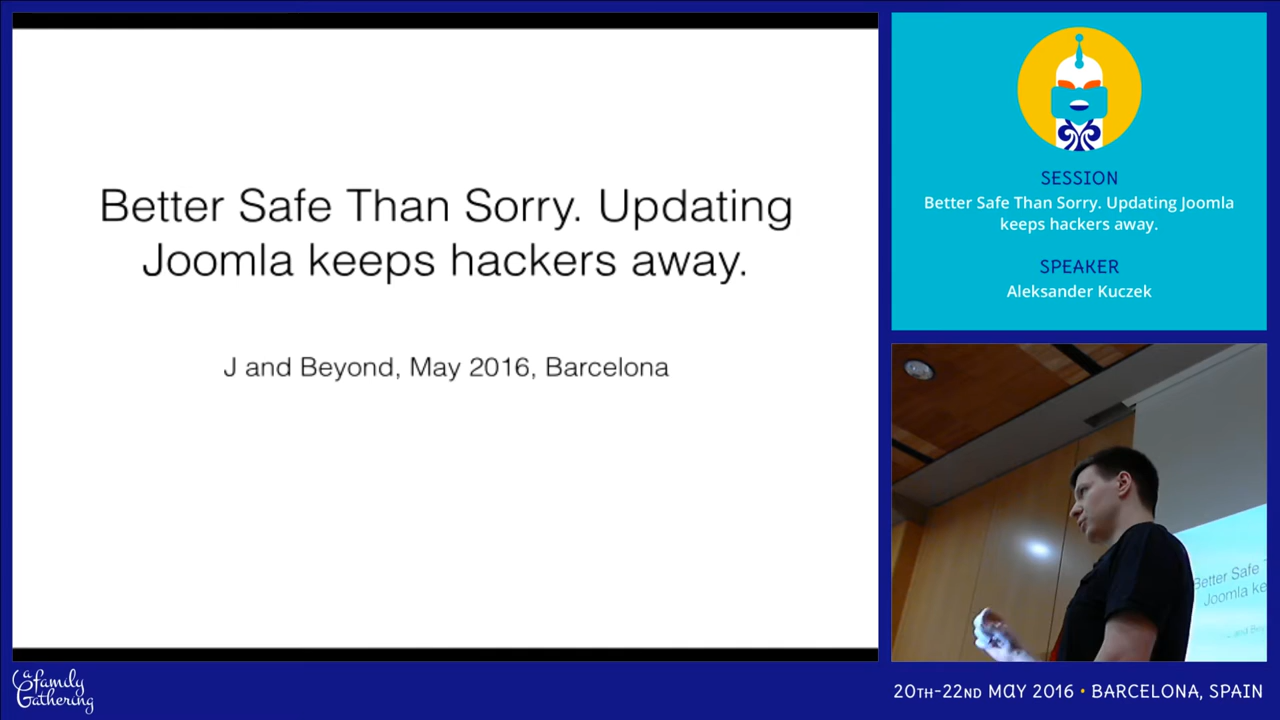 Better Safe Than Sorry. Updating
Joomla keeps hackers away.
J and Beyond, May 2016, Barcelona
SESSION
Better Safe Than Sorry. Updating Joomla
keeps hackers away.
SPEAKER
Aleksander Kuczek
Better Safe T
Joomla ke
a family
Gathering
20TH-22ND MAY 2016 • BARCELONA, SPAIN